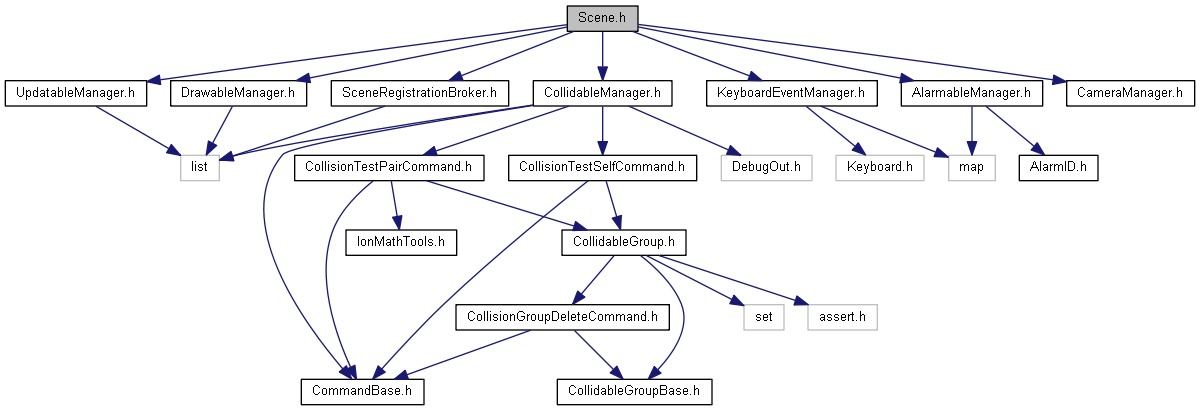 Scene.h
UpdatableManager.h
DrawableManager.h
SceneRegistrationBroker.h
CollidableManager.h
KeyboardEventManager.h
AlarmableManager.h
CameraManager.h
list
CollisionTestPairCommand.h
CollisionTestSelfCommand.h
DebugOut.h
Keyboard.h
map
AlarmID.h
IonMathTools.h
CollidableGroup.h
CollisionGroupDeleteCommand.h
set
assert.h
CommandBase.h
CollidableGroupBase.h